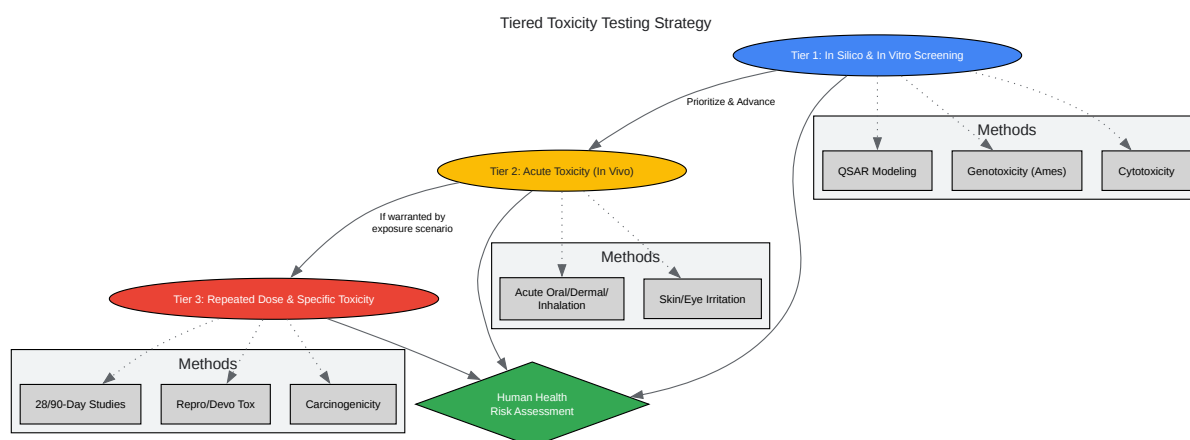 Tiered Toxicity Testing Strategy
Tier 1: In Silico & In Vitro Screening
Prioritize & Advance
Methods
QSAR Modeling
Genotoxicity (Ames)
Cytotoxicity
Tier 2: Acute Toxicity (In Vivo)
If warranted by
exposure scenario
Methods
Acute Oral/Dermal/
Inhalation
Skin/Eye Irritation
Tier 3: Repeated Dose & Specific Toxicity
Methods
28/90-Day Studies
Repro/Devo Tox
Carcinogenicity
Human Health
Risk Assessment